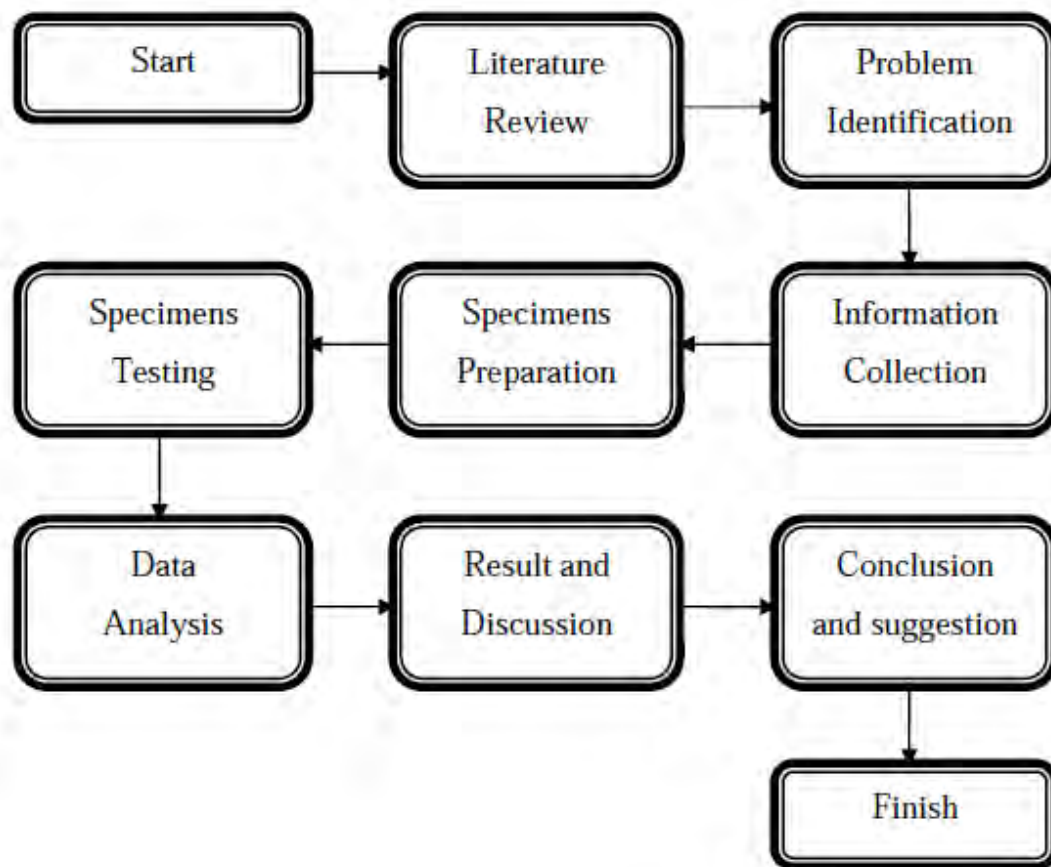 Start
Literature
Review
Problem
Identification
Information
Collection
Specimens
Preparation
Specimens
Testing
Data
Analysis
Result and
Discussion
Conclusion
and suggestion
Finish